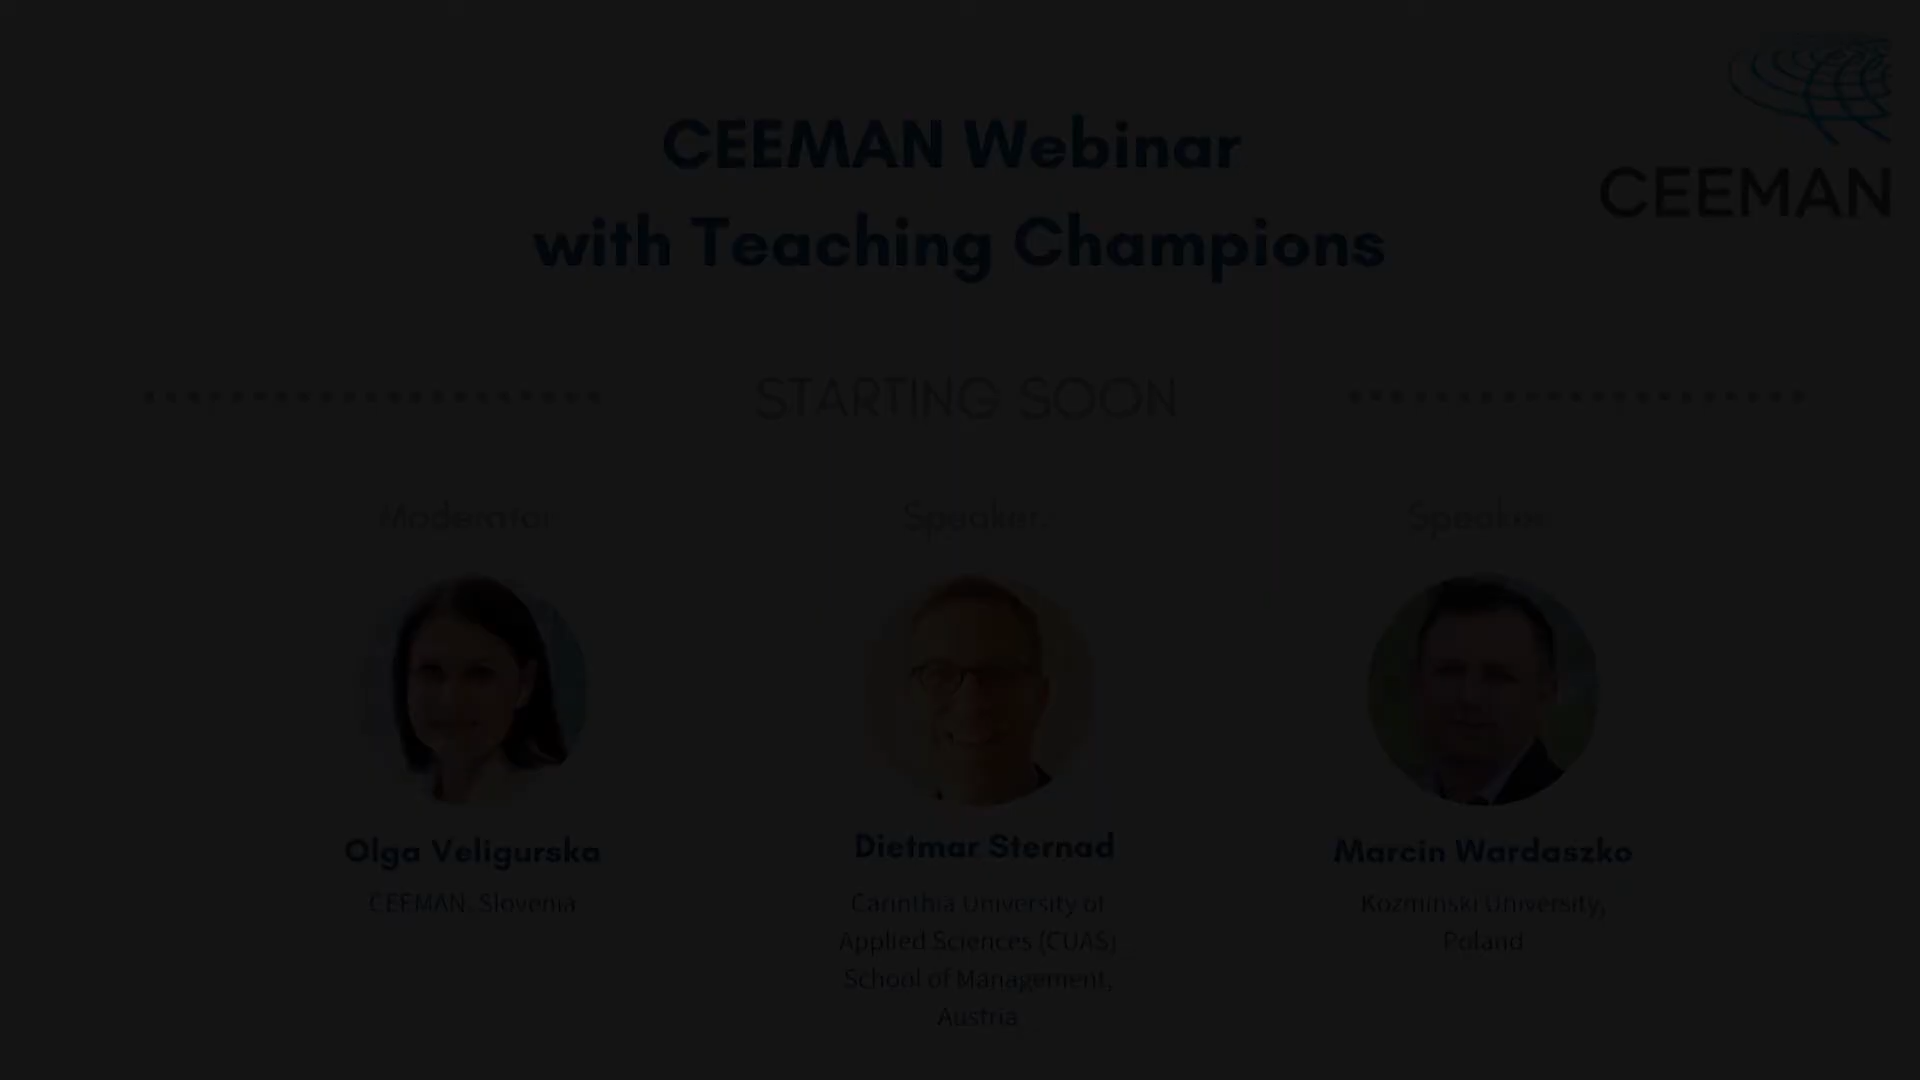 CEEMAN
CEEMAN Webinar
with Teaching Champions
STARTING SOON
Moderator
Speaker
Speaker
Olga Veligurska
CEEMAN, Slovenia
Dietmar Sternad
Carinthia University of
Applied Sciences (CUAS)
School of Management,
Austria
Marcin Wardaszko
Kozminski University,
Poland